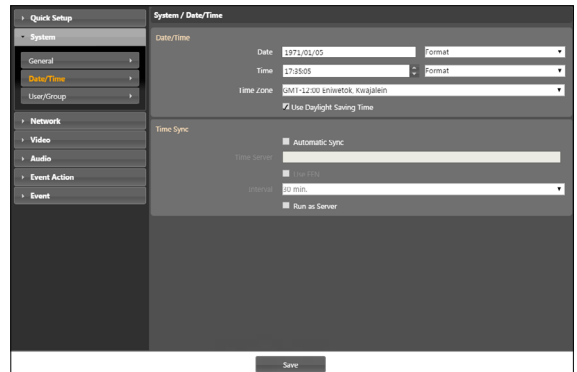 Quick Setup
System
General
Date/Time
User/Group
Network
Video
Audio
Event Action
Event
System / Date/Time
Date/Time
Date 1971/01/05 Format
Time 17:35:05 Format
Time Zone GMT-12:00 Eniwetok, Kwajalein
Use Daylight Saving Time
Time Sync
Automatic Sync
Time Server
Use FEN
Interval 30 min.
Run as Server
Save